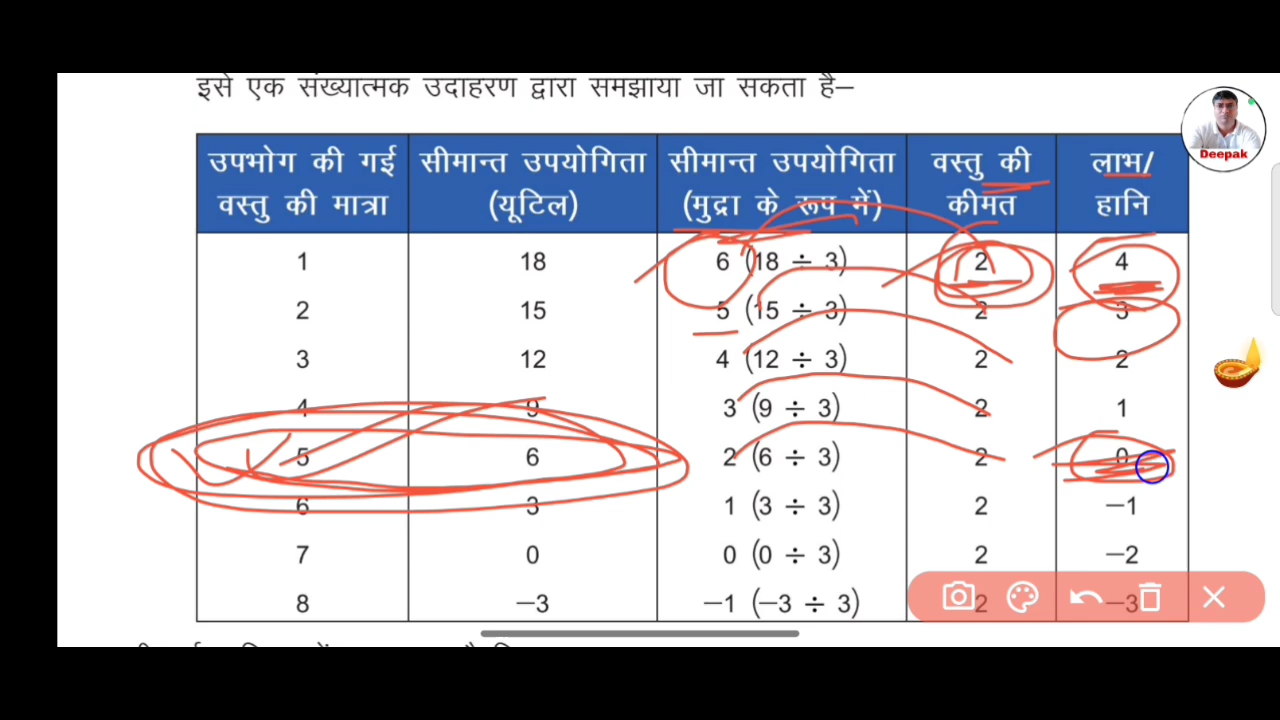 इसे एक संख्यात्मक उदाहरण द्वारा समझाया जा सकता है–
उपभोग की गई वस्तु की मात्रा	सीमान्त उपयोगिता (यूटिल)	सीमान्त उपयोगिता (मुद्रा के रूप में)	वस्तु की कीमत	लाभ/ हानि
1	18	6 (18 ÷ 3)	2	4
2	15	5 (15 ÷ 3)	2	3
3	12	4 (12 ÷ 3)	2	2
4	9	3 (9 ÷ 3)	2	1
5	6	2 (6 ÷ 3)	2	0
6	3	1 (3 ÷ 3)	2	–1
7	0	0 (0 ÷ 3)	2	–2
8	–3	–1 (–3 ÷ 3)	2	–3
Deepak